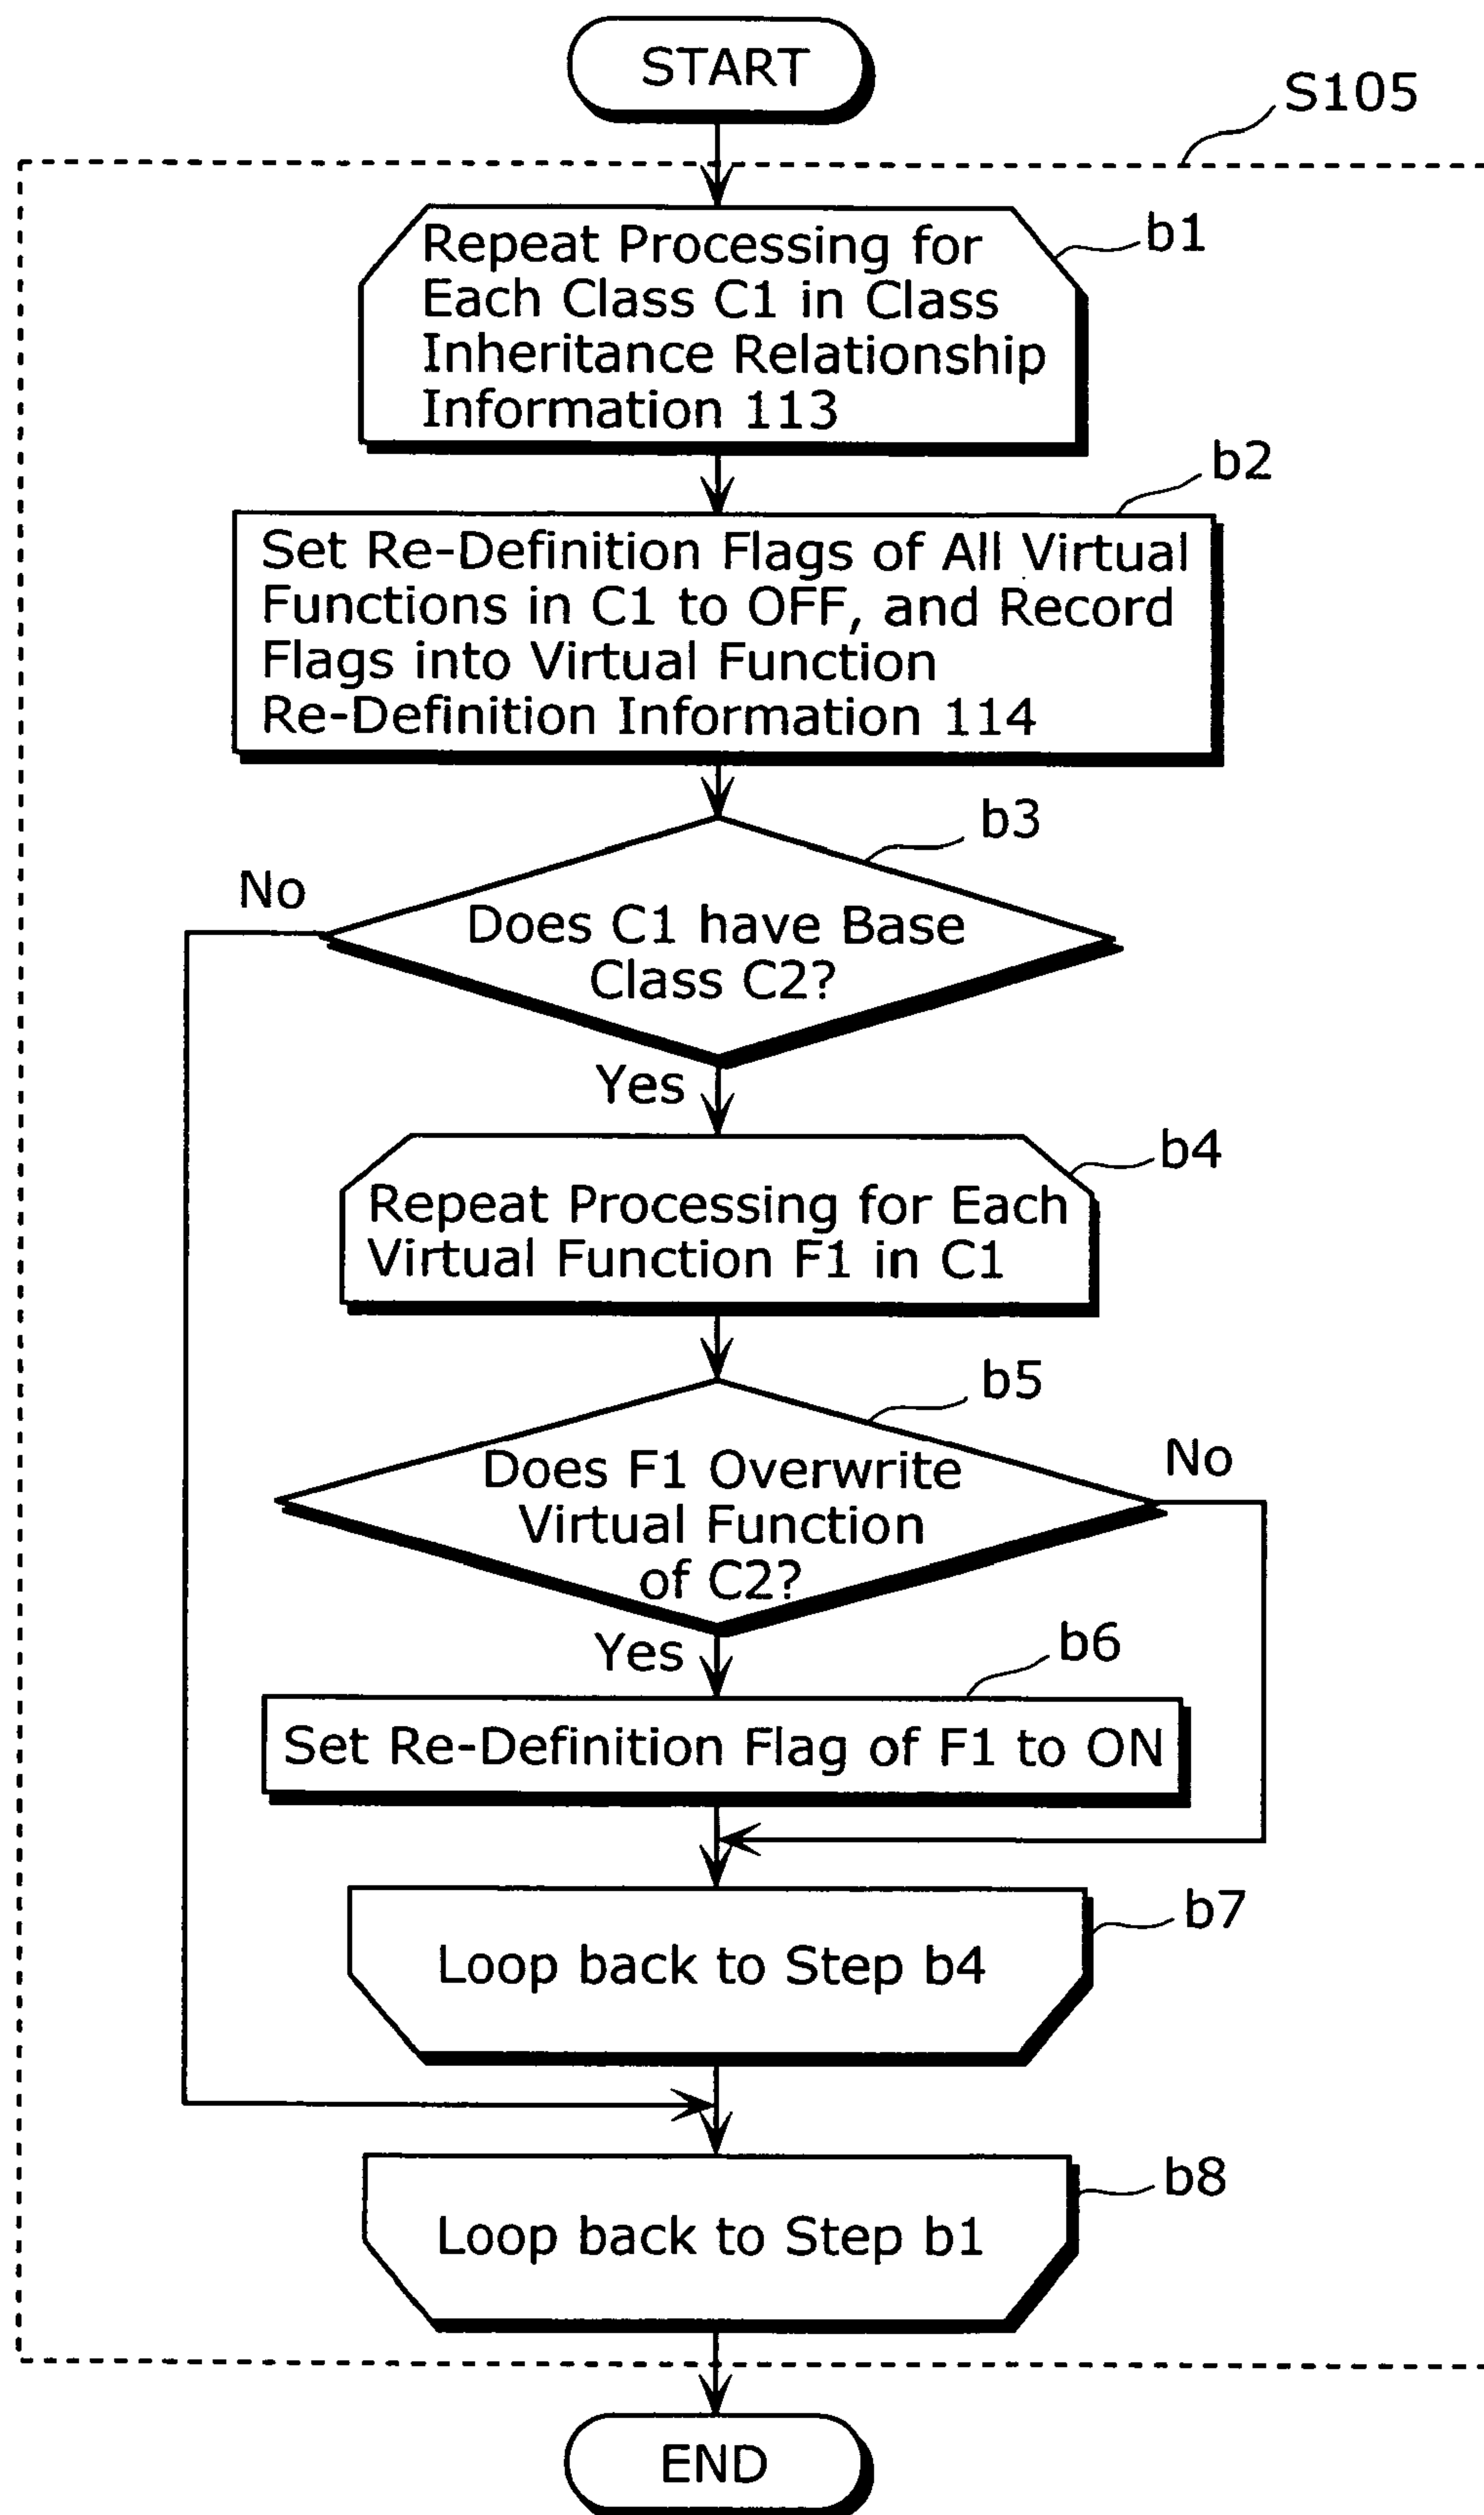 START
S105
b1
Repeat Processing for
Each Class C1 in Class
Inheritance Relationship
Information 113
b2
Set Re-Definition Flags of All Virtual
Functions in C1 to OFF, and Record
Flags into Virtual Function
Re-Definition Information 114
b3
No
Does C1 have Base
Class C2?
Yes
b4
Repeat Processing for Each
Virtual Function F1 in C1
b5
No
Does F1 Overwrite
Virtual Function
of C2?
Yes
b6
Set Re-Definition Flag of F1 to ON
b7
Loop back to Step b4
b8
Loop back to Step b1
END